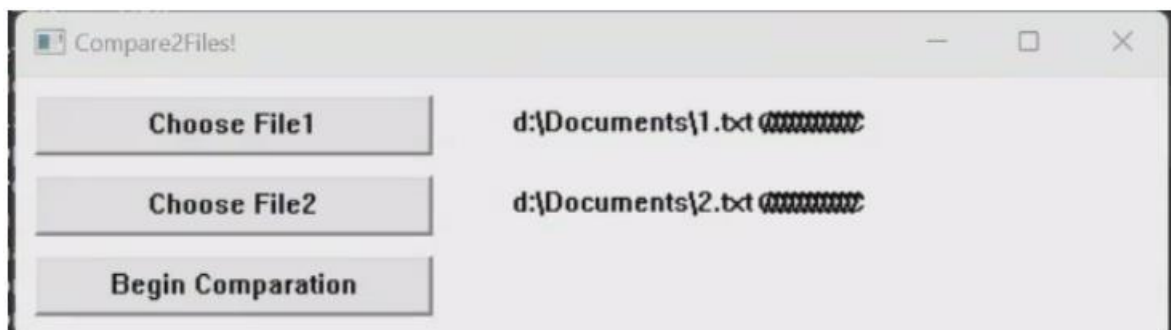 Compare2Files!
Choose File1 d:\Documents\1.txt
Choose File2 d:\Documents\2.txt
Begin Comparation